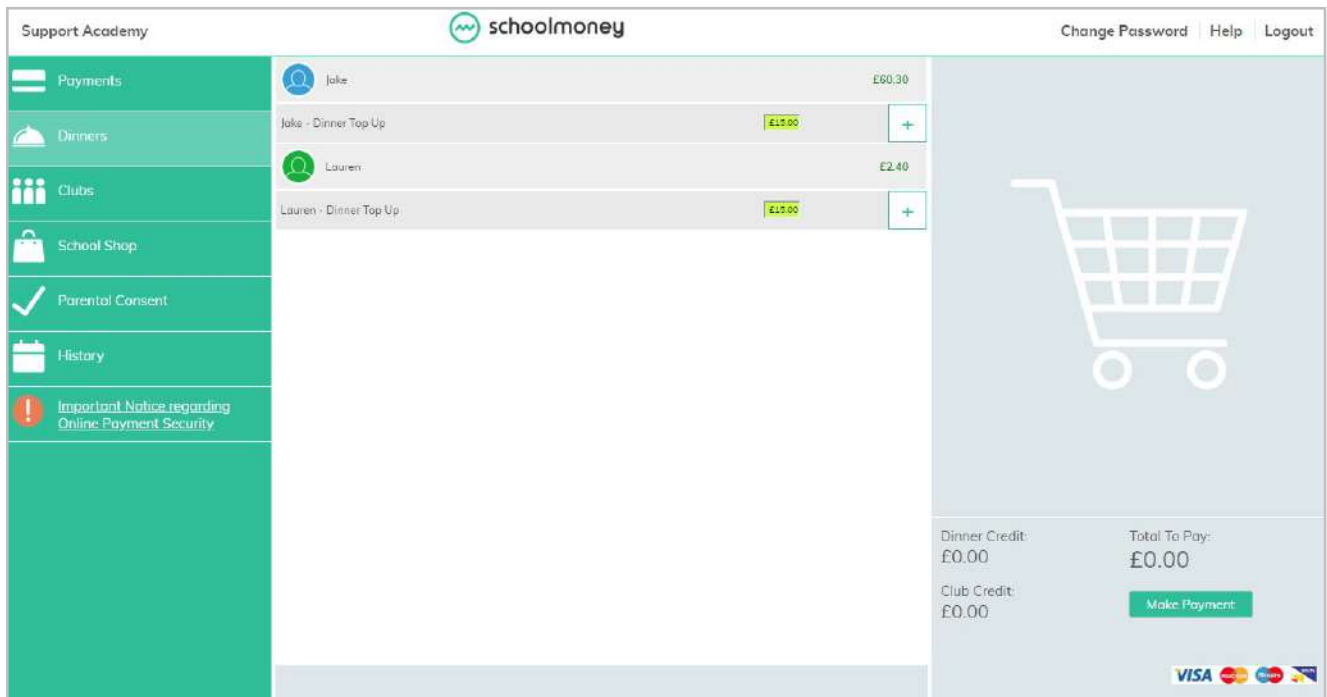 Support Academy
schoolmoney
Change Password Help Logout
Payments
Dinners
Clubs
School Shop
Parental Consent
History
Important Notice regarding
Online Payment Security
Jake £60.30
Jake - Dinner Top Up £15.00 +
Lauren £2.40
Lauren - Dinner Top Up £15.00 +
Dinner Credit:
£0.00
Total To Pay:
£0.00
Club Credit:
£0.00
Make Payment
VISA